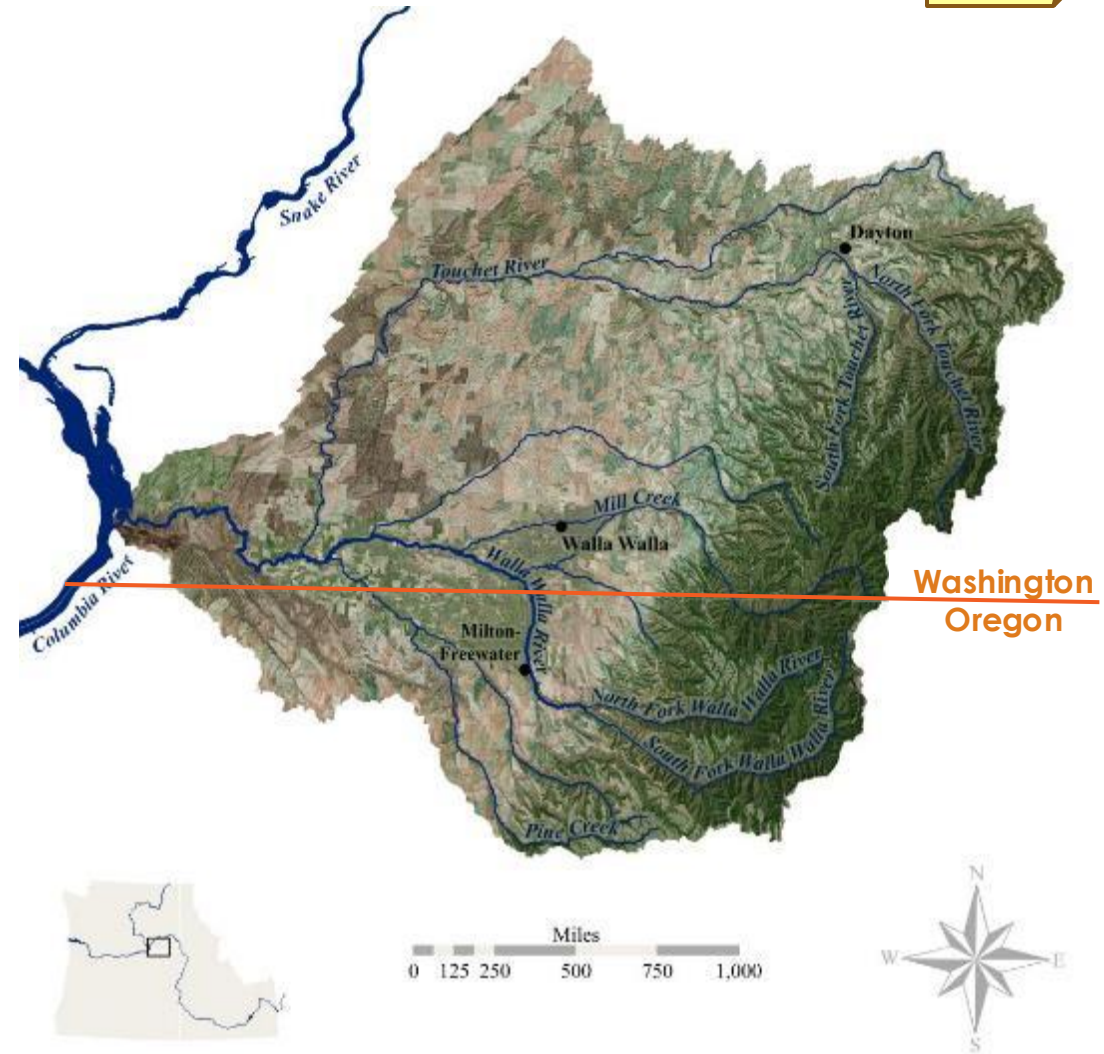 Snake River
Dayton
Touchet River
North Fork Touchet River
South Fork Touchet River
Mill Creek
Walla Walla
Walla Walla River
Columbia River
Washington
Oregon
Milton-
Freewater
North Fork Walla Walla River
South Fork Walla Walla River
Pine Creek
Miles
0 125 250 500 750 1,000
N
W E
S